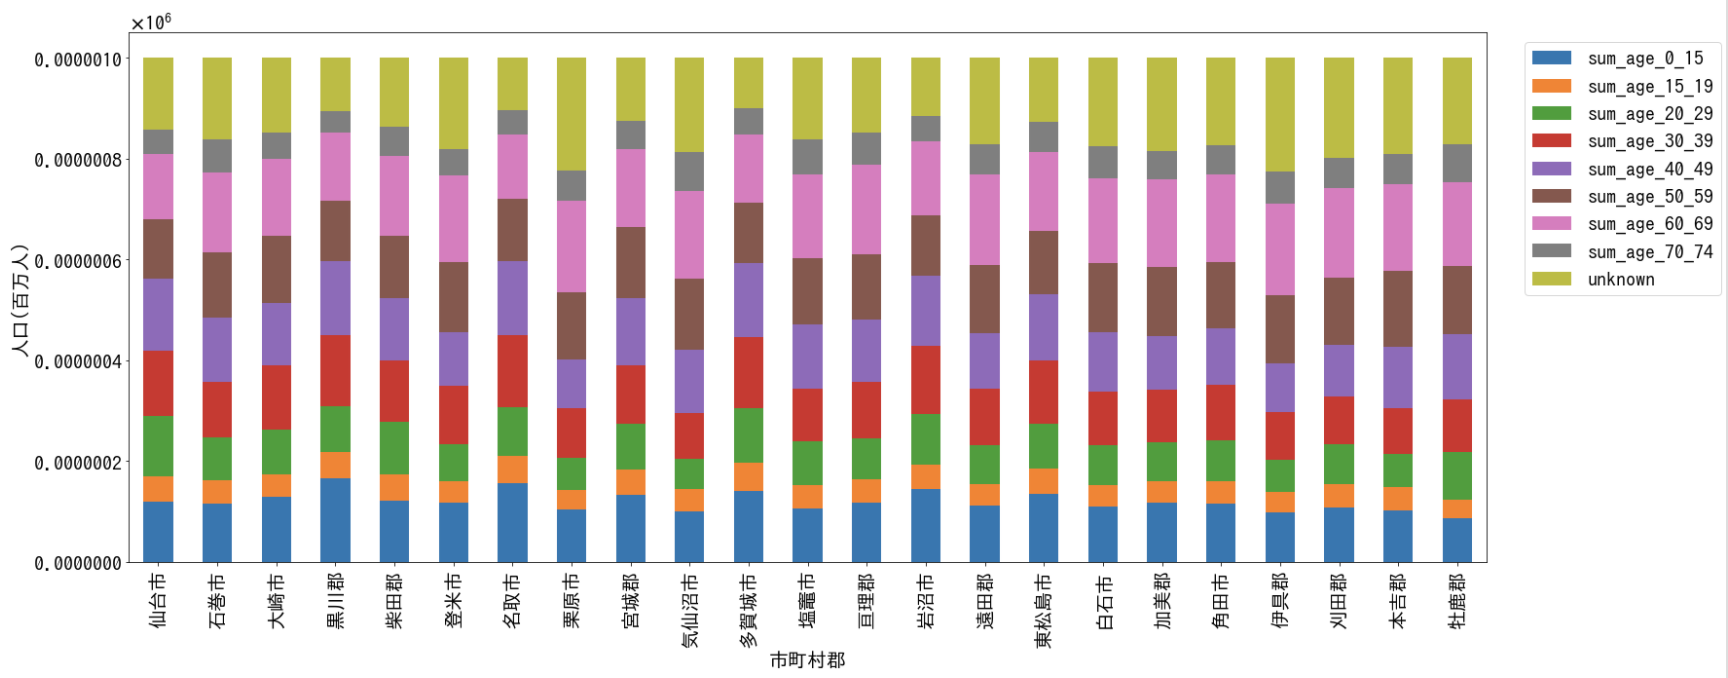 ×10⁶
0.0000010
0.0000008
0.0000006
0.0000004
0.0000002
0.0000000
人口(百万人)
仙台市
石巻市
大崎市
黒川郡
柴田郡
登米市
名取市
栗原市
宮城郡
気仙沼市
多賀城市
塩竈市
亘理郡
岩沼市
遠田郡
東松島市
白石市
加美郡
角田市
伊具郡
刈田郡
本吉郡
牡鹿郡
市町村郡
sum_age_0_15
sum_age_15_19
sum_age_20_29
sum_age_30_39
sum_age_40_49
sum_age_50_59
sum_age_60_69
sum_age_70_74
unknown